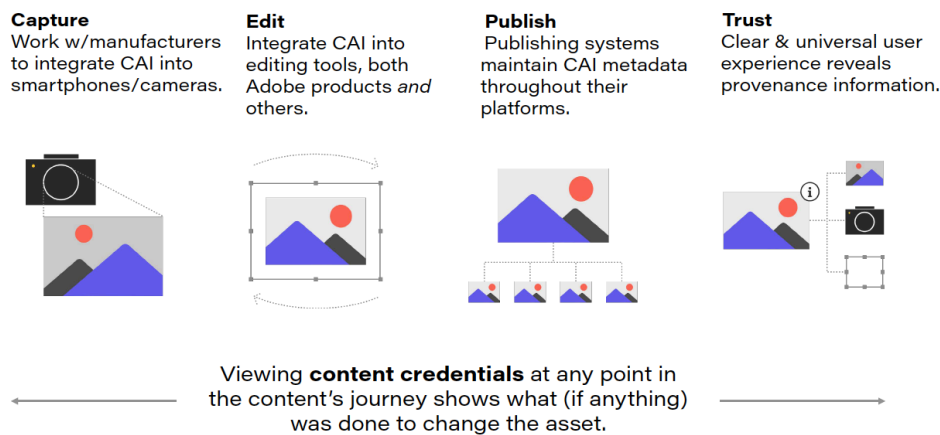 Capture
Work w/manufacturers
to integrate CAI into
smartphones/cameras.
Edit
Integrate CAI into
editing tools, both
Adobe products and
others.
Publish
Publishing systems
maintain CAI metadata
throughout their
platforms.
Trust
Clear & universal user
experience reveals
provenance information.
i
Viewing content credentials at any point in
the content’s journey shows what (if anything)
was done to change the asset.